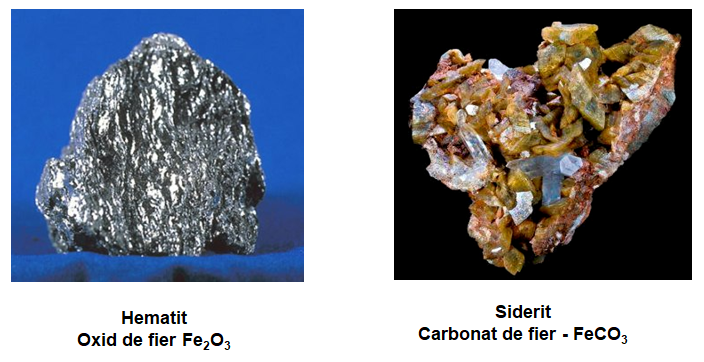 Hematit
Oxid de fier Fe₂O₃
Siderit
Carbonat de fier - FeCO₃